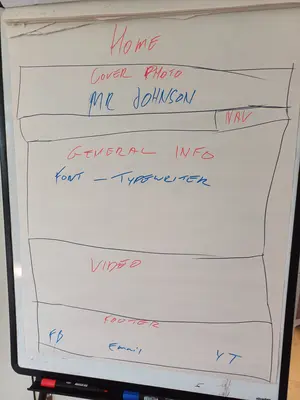 HOME
COVER PHOTO
MR JOHNSON
NAV
GENERAL INFO
FONT – TYPEWRITER
VIDEO
FOOTER
FB
Email
YT